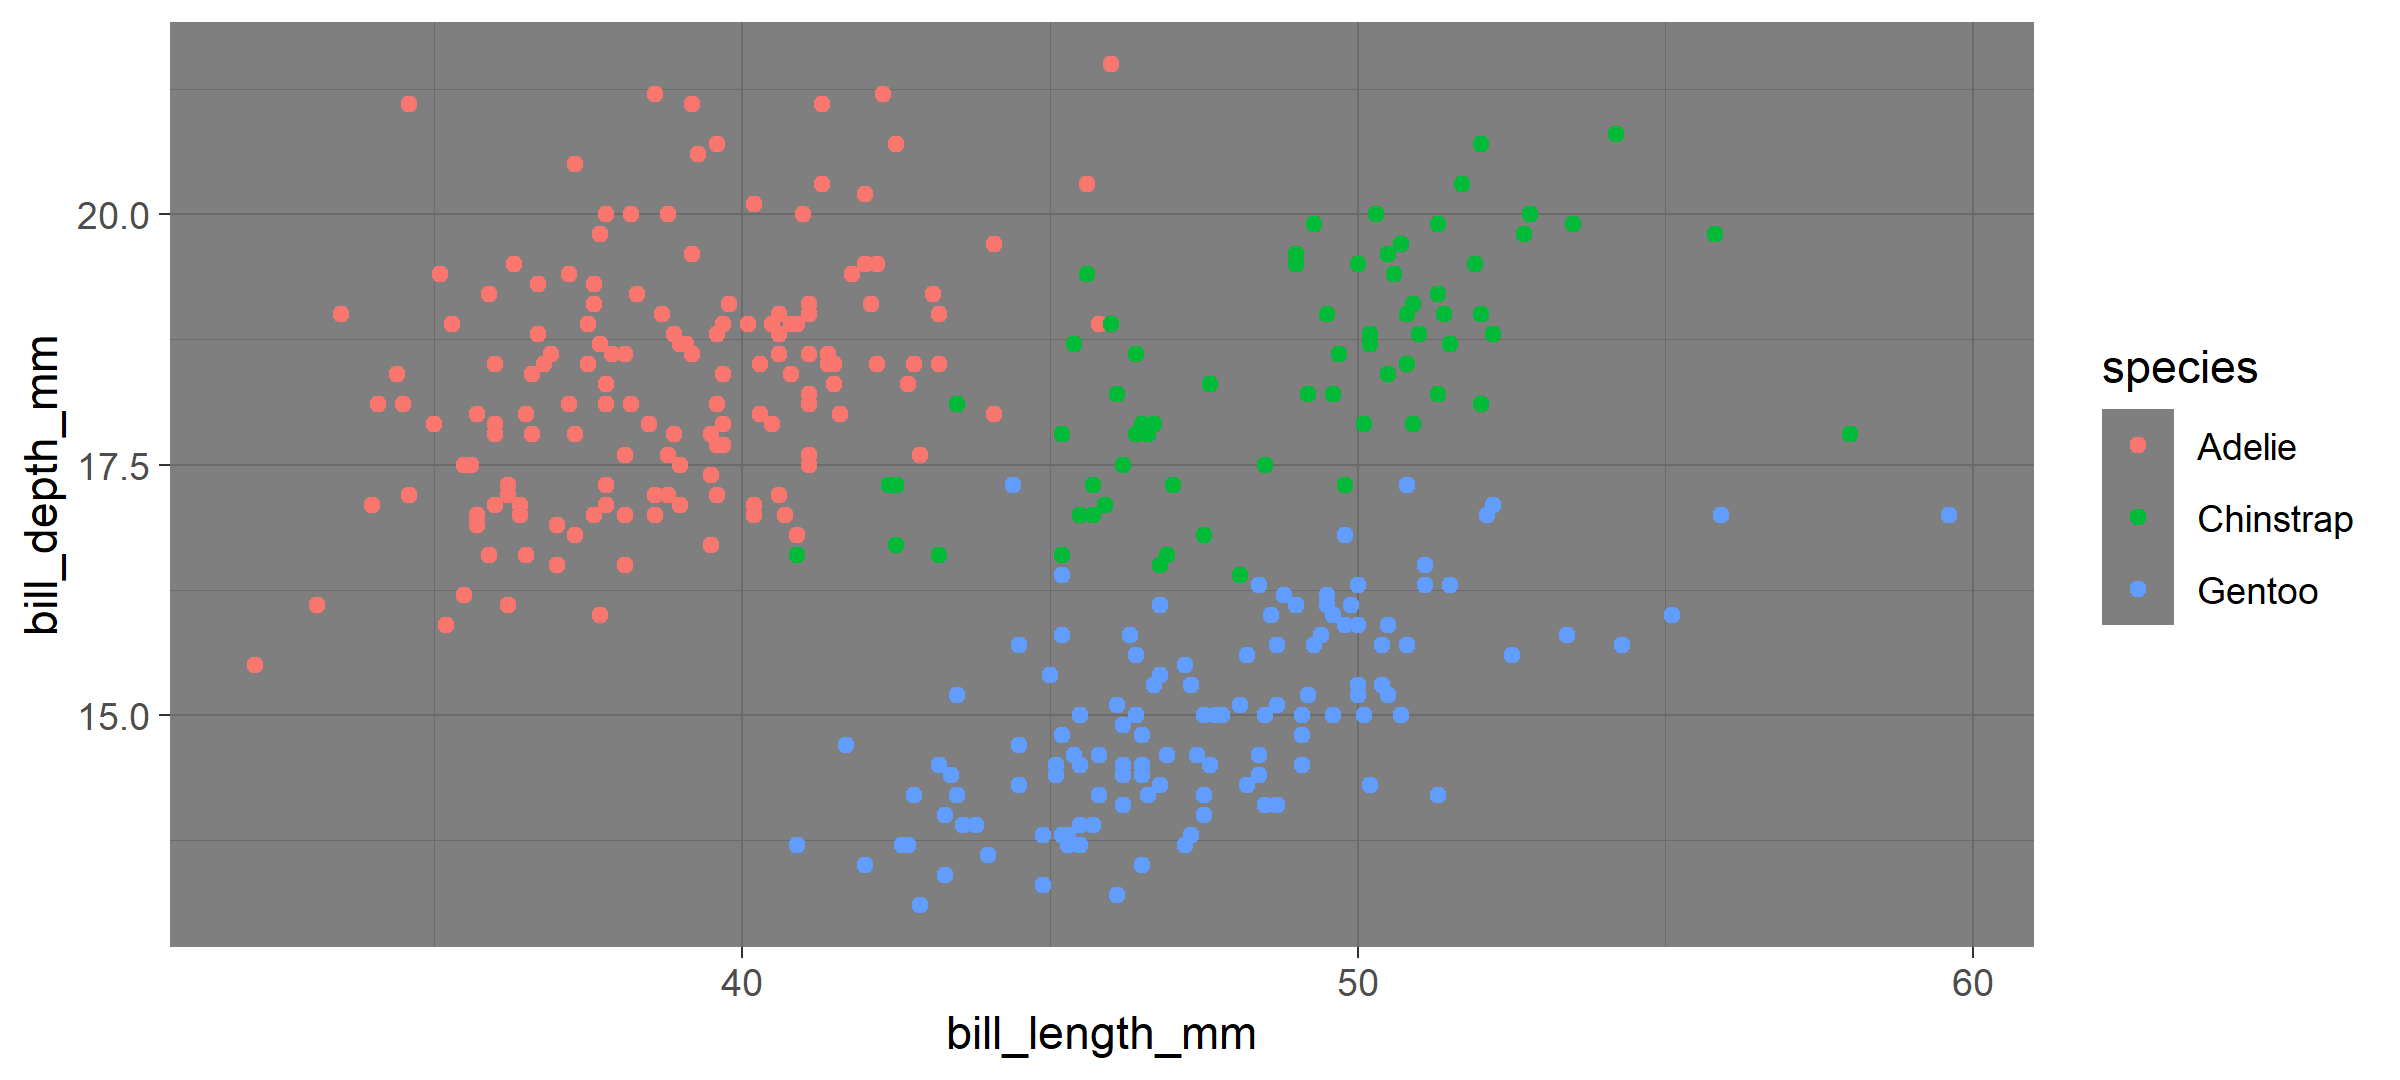 bill_depth_mm
20.0
17.5
15.0
40 50 60
bill_length_mm
species
Adelie
Chinstrap
Gentoo